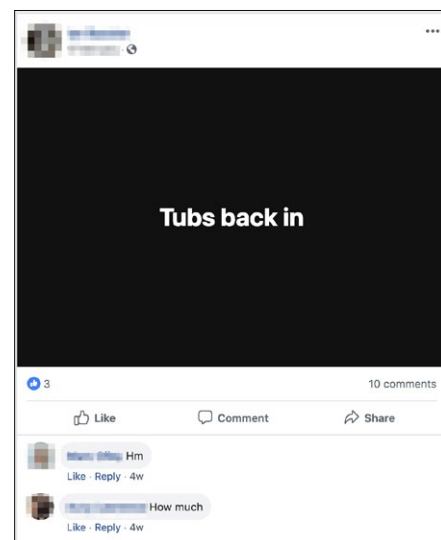 Tubs back in
3
10 comments
Like
Comment
Share
Hm
Like · Reply · 4w
How much
Like · Reply · 4w